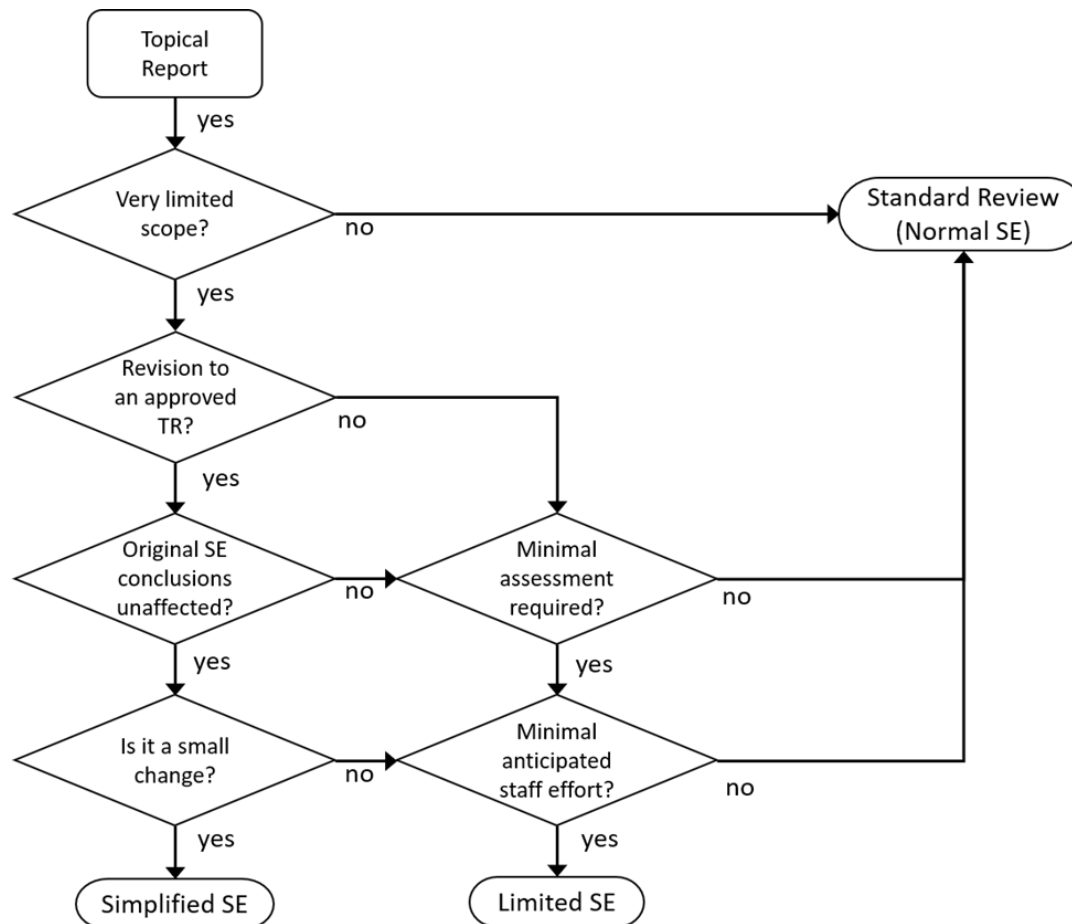 Topical
Report
yes
Very limited
scope?
no
Standard Review
(Normal SE)
yes
Revision to
an approved
TR?
no
yes
Original SE
conclusions
unaffected?
no
Minimal
assessment
required?
no
yes
yes
Is it a small
change?
no
Minimal
anticipated
staff effort?
no
yes
yes
Simplified SE
Limited SE